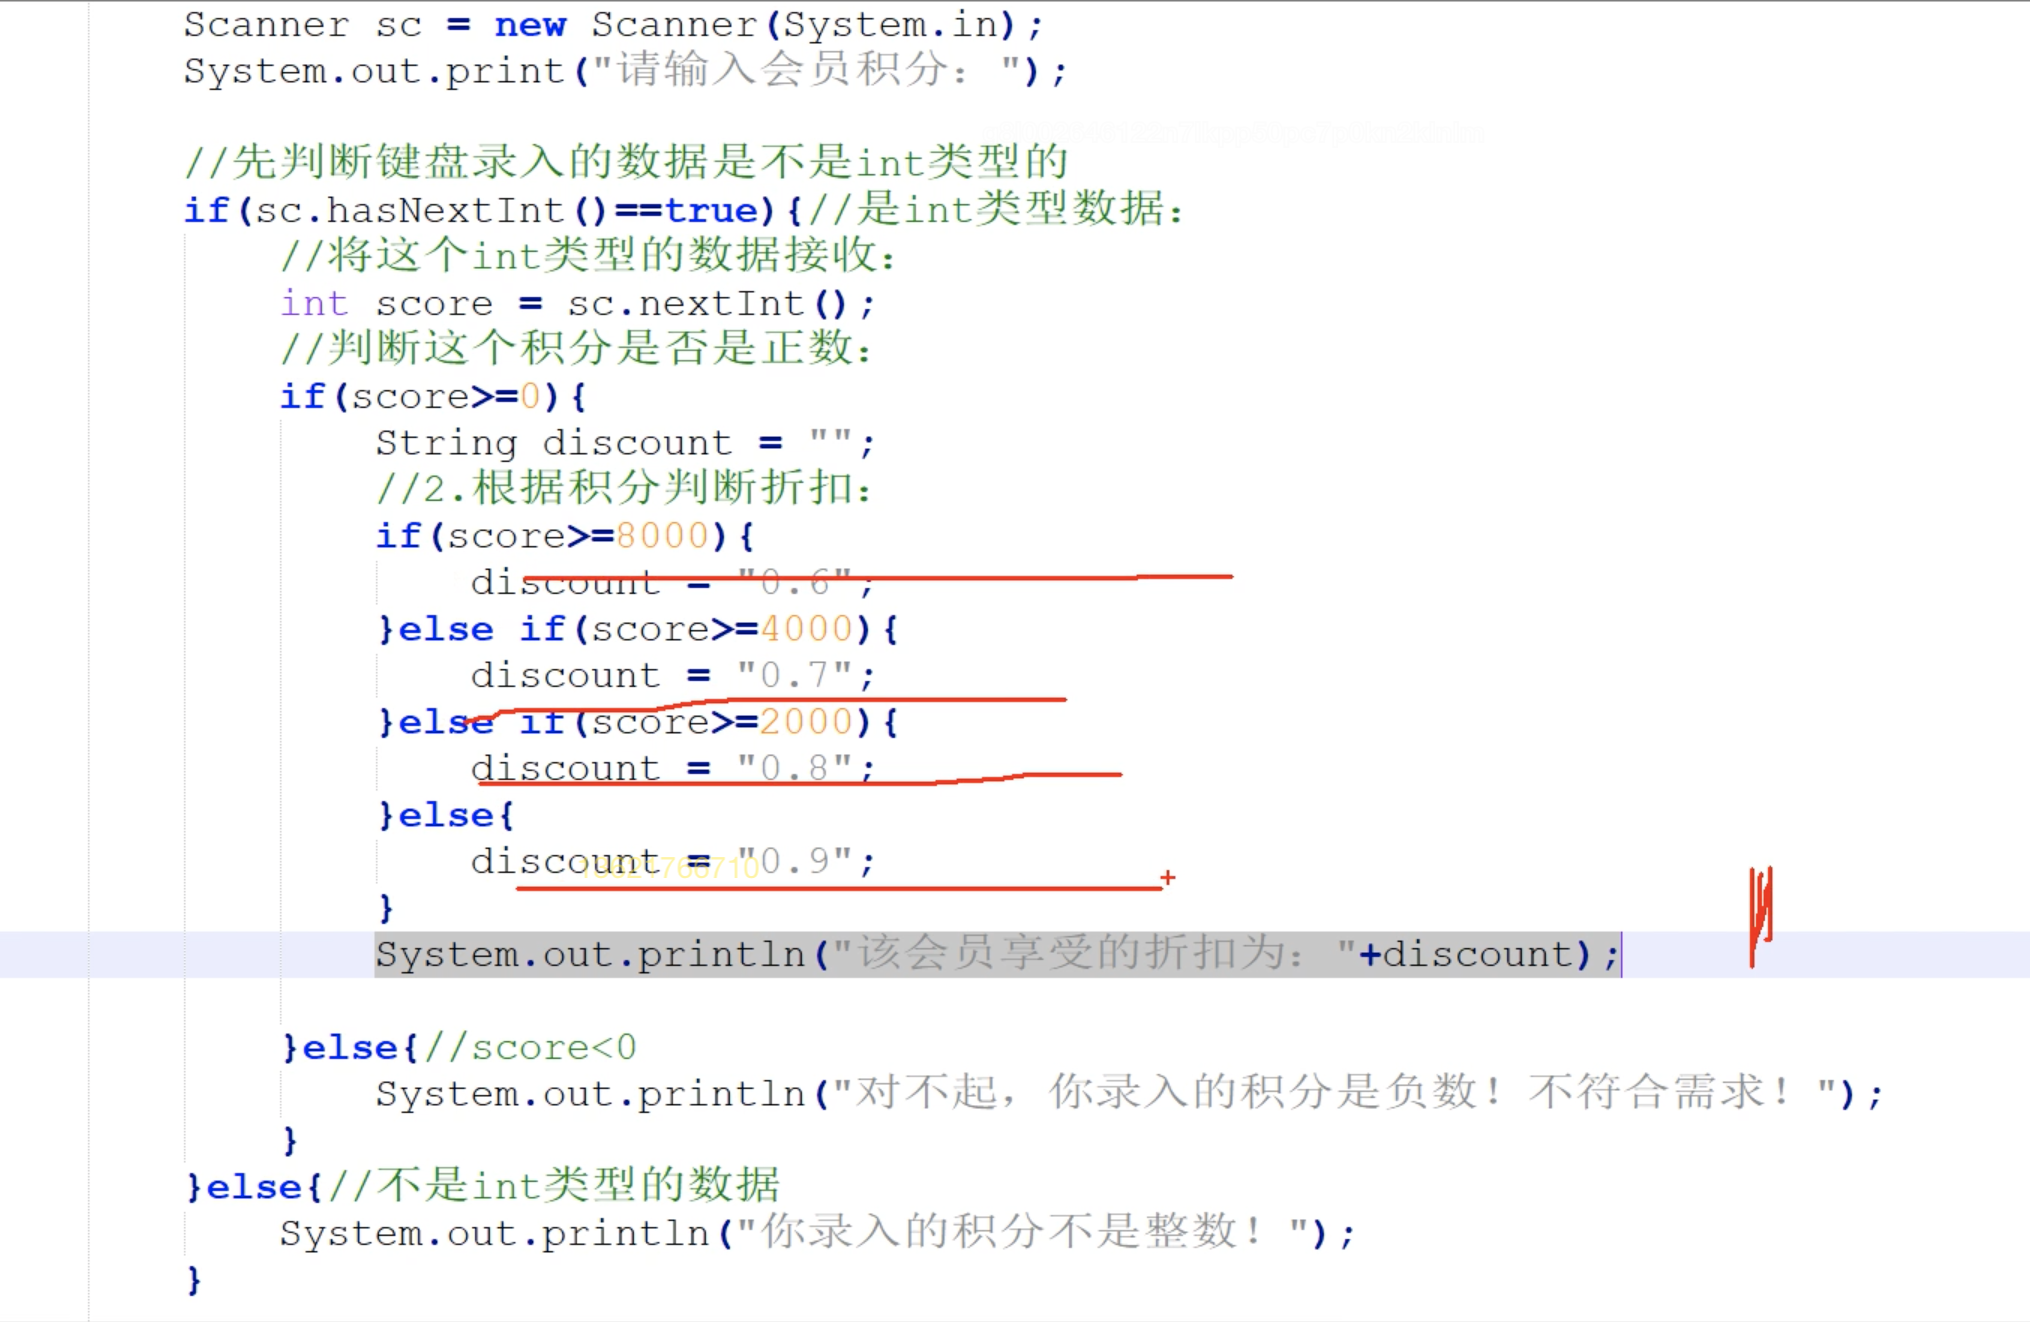 Scanner sc = new Scanner(System.in);
System.out.print("请输入会员积分：");
//先判断键盘录入的数据是不是int类型的
if(sc.hasNextInt()==true){//是int类型数据：
//将这个int类型的数据接收：
int score = sc.nextInt();
//判断这个积分是否是正数：
if(score>=0){
String discount = "";
//2.根据积分判断折扣：
if(score>=8000){
discount = "0.6";
}else if(score>=4000){
discount = "0.7";
}else if(score>=2000){
discount = "0.8";
}else{
discount = "0.9";
}
System.out.println("该会员享受的折扣为："+discount);
}else{//score<0
System.out.println("对不起，你录入的积分是负数！不符合需求！");
}
}else{//不是int类型的数据
System.out.println("你录入的积分不是整数！");
}